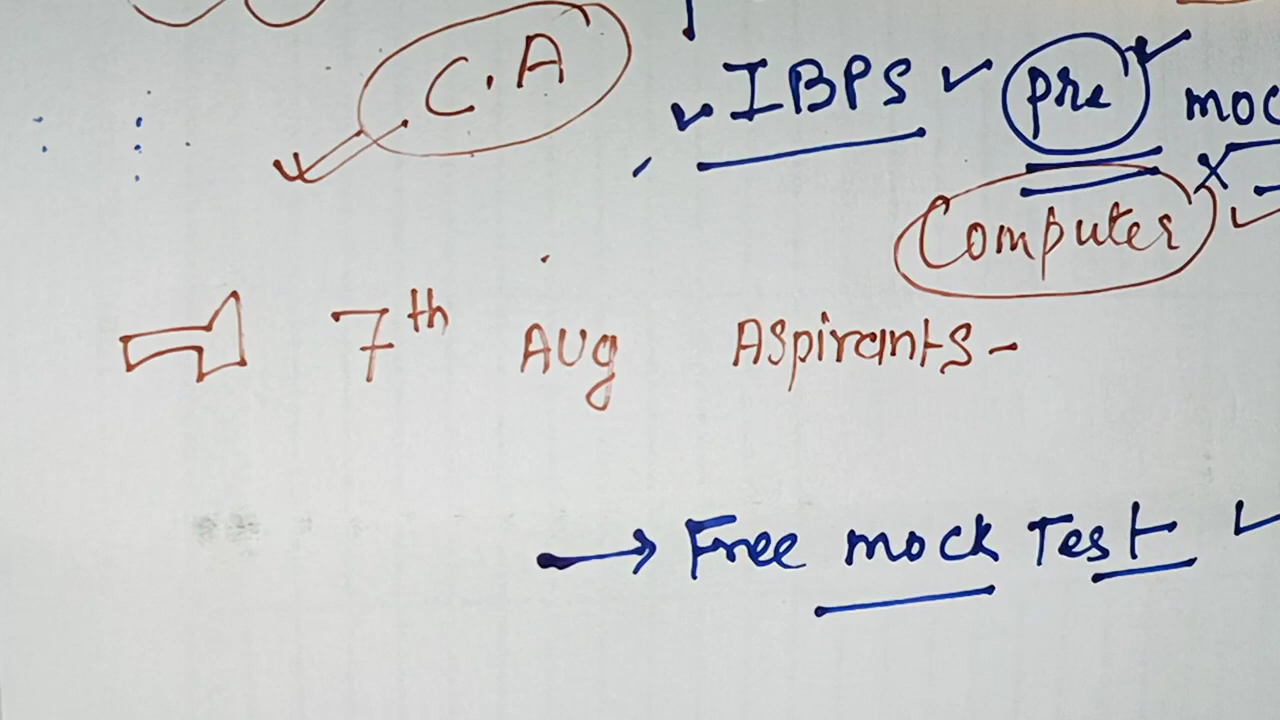 C.A
IBPS pre moc
Computer
7th Aug Aspirants-
Free mock Test